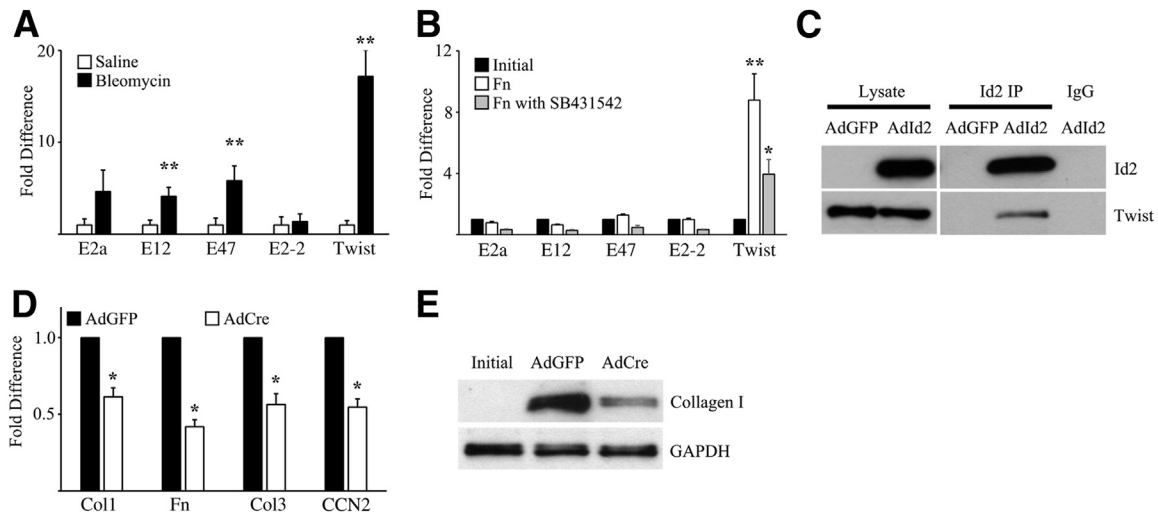 A
Fold Difference
20
10
Saline
Bleomycin
**
**
**
E2a E12 E47 E2-2 Twist
B
Fold Difference
12
8
4
Initial
Fn
Fn with SB431542
**
*
E2a E12 E47 E2-2 Twist
C
Lysate Id2 IP IgG
AdGFP AdId2 AdGFP AdId2 AdId2
Id2
Twist
D
Fold Difference
1.0
0.5
AdGFP AdCre
* * * *
Col1 Fn Col3 CCN2
E
Initial AdGFP AdCre
Collagen I
GAPDH